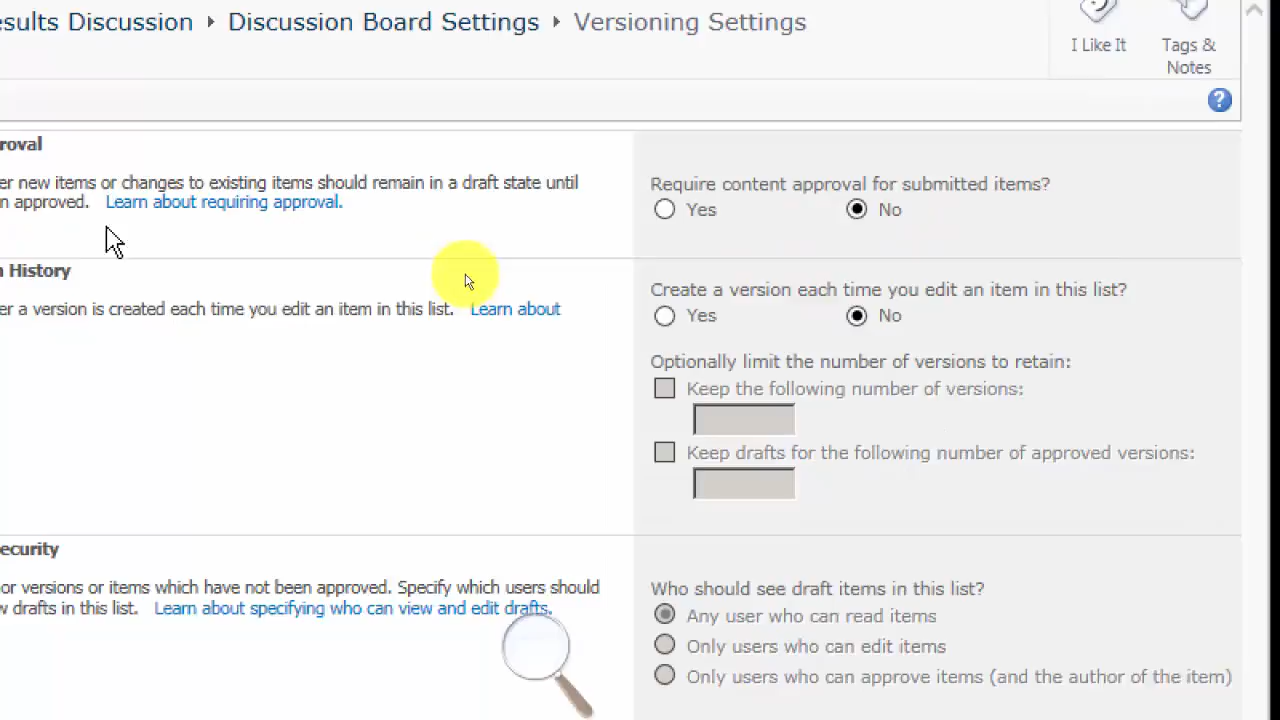 esults Discussion ▸ Discussion Board Settings ▸ Versioning Settings
I Like It
Tags &
Notes
roval
er new items or changes to existing items should remain in a draft state until
n approved. Learn about requiring approval.
Require content approval for submitted items?
Yes No
n History
er a version is created each time you edit an item in this list. Learn about
Create a version each time you edit an item in this list?
Yes No
Optionally limit the number of versions to retain:
Keep the following number of versions:
Keep drafts for the following number of approved versions:
ecurity
or versions or items which have not been approved. Specify which users should
w drafts in this list. Learn about specifying who can view and edit drafts.
Who should see draft items in this list?
Any user who can read items
Only users who can edit items
Only users who can approve items (and the author of the item)